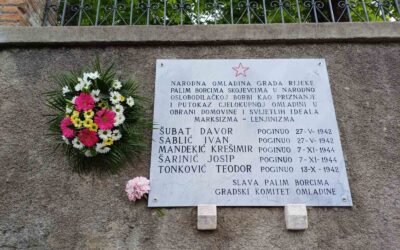 NARODNA OMLADINA GRADA RIJEKE
PALIM BORCIMA SKOJEVCIMA U NARODNO
OSLOBODILAČKOJ BORBI KAO PRIZNANJE
I PUTOKAZ CJELOKUPNOJ OMLADINI U
OBRANI DOMOVINE I SVIJETLIH IDEALA
MARKSIZMA - LENJINIZMA
ŠUBAT DAVOR POGINUO 27-V-1942
SABLIĆ IVAN POGINUO 27-V-1942
MANDEKIĆ KREŠIMIR POGINUO 7-XI-1944
ŠARINIĆ JOSIP POGINUO 7-XI-1944
TONKOVIĆ TEODOR POGINUO 13-X-1942
SLAVA PALIM BORCIMA
GRADSKI KOMITET OMLADINE